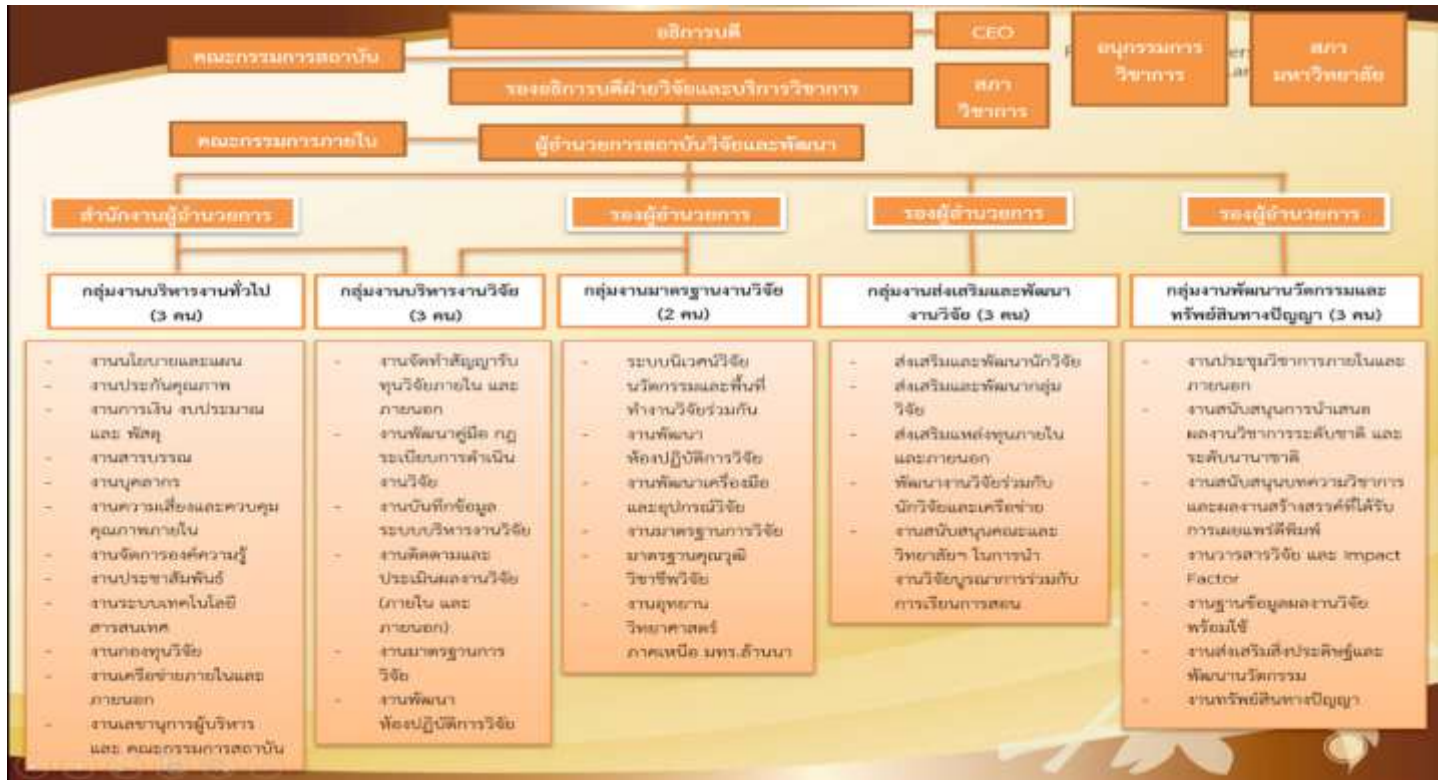 อธิการบดี
CEO
อนุกรรมการ
วิชาการ
สภา
มหาวิทยาลัย
คณะกรรมการสถาบัน
รองอธิการบดีฝ่ายวิจัยและบริการวิชาการ
สภา
วิชาการ
คณะกรรมการภายใน
ผู้อำนวยการสถาบันวิจัยและพัฒนา
สำนักงานผู้อำนวยการ
รองผู้อำนวยการ
รองผู้อำนวยการ
รองผู้อำนวยการ
กลุ่มงานบริหารงานทั่วไป
(3 คน)
- งานนโยบายและแผน
- งานประกันคุณภาพ
- งานการเงิน งบประมาณ
และ พัสดุ
- งานสารบรรณ
- งานบุคลากร
- งานความเสี่ยงและควบคุม
คุณภาพภายใน
- งานจัดการองค์ความรู้
- งานประชาสัมพันธ์
- งานระบบเทคโนโลยี
สารสนเทศ
- งานกองทุนวิจัย
- งานเครือข่ายภายในและ
ภายนอก
- งานเลขานุการผู้บริหาร
และ คณะกรรมการสถาบัน
กลุ่มงานบริหารงานวิจัย
(3 คน)
- งานจัดทำสัญญารับ
ทุนวิจัยภายใน และ
ภายนอก
- งานพัฒนาคู่มือ กฎ
ระเบียบการดำเนิน
งานวิจัย
- งานบันทึกข้อมูล
ระบบบริหารงานวิจัย
- งานติดตามและ
ประเมินผลงานวิจัย
(ภายใน และ
ภายนอก)
- งานมาตรฐานการ
วิจัย
- งานพัฒนา
ห้องปฏิบัติการวิจัย
กลุ่มงานมาตรฐานงานวิจัย
(2 คน)
- ระบบนิเวศน์วิจัย
นวัตกรรมและพื้นที่
ทำงานวิจัยร่วมกัน
- งานพัฒนา
ห้องปฏิบัติการวิจัย
- งานพัฒนาเครื่องมือ
และอุปกรณ์วิจัย
- งานมาตรฐานการวิจัย
- มาตรฐานคุณวุฒิ
วิชาชีพวิจัย
- งานอุทยาน
วิทยาศาสตร์
ภาคเหนือ มทร.ล้านนา
กลุ่มงานส่งเสริมและพัฒนา
งานวิจัย (3 คน)
- ส่งเสริมและพัฒนานักวิจัย
- ส่งเสริมและพัฒนากลุ่ม
วิจัย
- ส่งเสริมแหล่งทุนภายใน
และภายนอก
- พัฒนางานวิจัยร่วมกับ
นักวิจัยและเครือข่าย
- งานสนับสนุนคณะและ
วิทยาลัยฯ ในการนำ
งานวิจัยบูรณาการร่วมกับ
การเรียนการสอน
กลุ่มงานพัฒนานวัตกรรมและ
ทรัพย์สินทางปัญญา (3 คน)
- งานประชุมวิชาการภายในและ
ภายนอก
- งานสนับสนุนการนำเสนอ
ผลงานวิชาการระดับชาติ และ
ระดับนานาชาติ
- งานสนับสนุนบทความวิชาการ
และผลงานสร้างสรรค์ที่ได้รับ
การเผยแพร่ตีพิมพ์
- งานวารสารวิจัย และ Impact
Factor
- งานฐานข้อมูลผลงานวิจัย
พร้อมใช้
- งานส่งเสริมสิ่งประดิษฐ์และ
พัฒนานวัตกรรม
- งานทรัพย์สินทางปัญญา